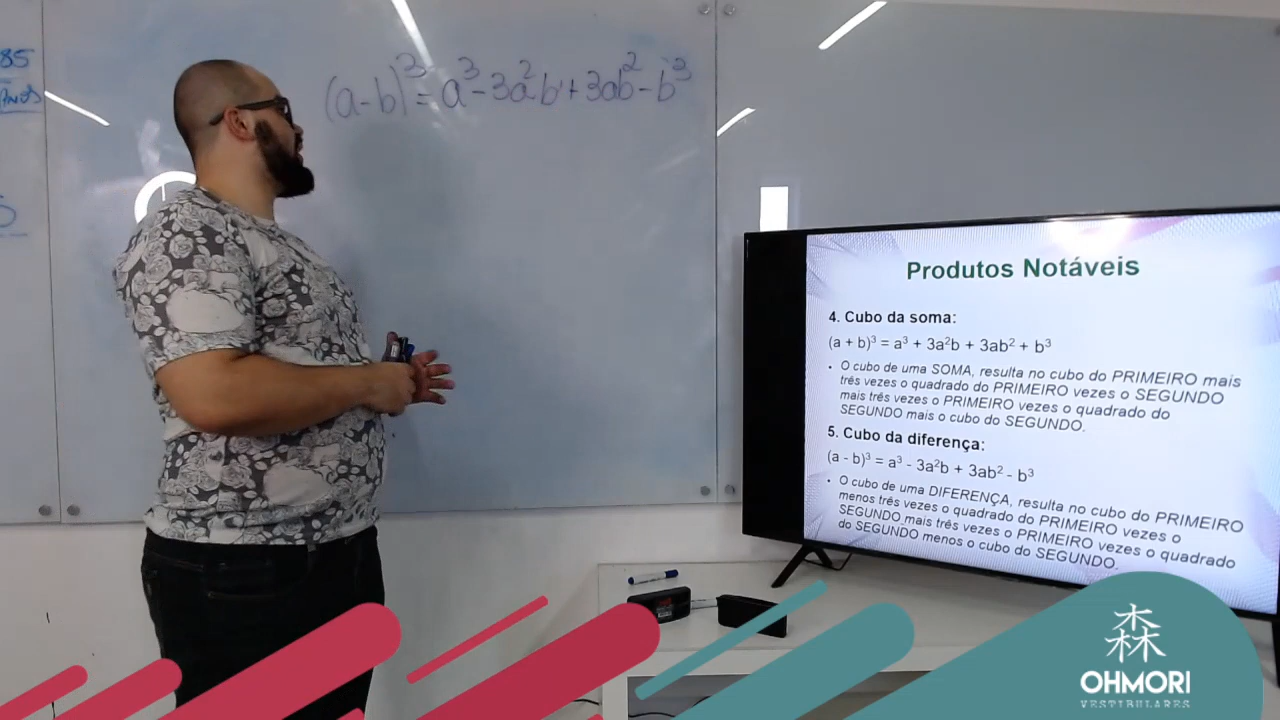 85
(a-b)³=a³-3a²b+3ab²-b³
Produtos Notáveis
4. Cubo da soma:
(a + b)³ = a³ + 3a²b + 3ab² + b³
• O cubo de uma SOMA, resulta no cubo do PRIMEIRO mais
três vezes o quadrado do PRIMEIRO vezes o SEGUNDO
mais três vezes o PRIMEIRO vezes o quadrado do
SEGUNDO mais o cubo do SEGUNDO.
5. Cubo da diferença:
(a - b)³ = a³ - 3a²b + 3ab² - b³
• O cubo de uma DIFERENÇA, resulta no cubo do PRIMEIRO
menos três vezes o quadrado do PRIMEIRO vezes o
SEGUNDO mais três vezes o PRIMEIRO vezes o quadrado
do SEGUNDO menos o cubo do SEGUNDO.
森
OHMORI
VESTIBULARES